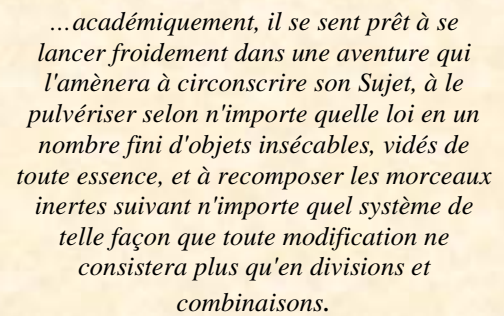 ...académiquement, il se sent prêt à se
lancer froidement dans une aventure qui
l'amènera à circonscrire son Sujet, à le
pulvériser selon n'importe quelle loi en un
nombre fini d'objets insécables, vidés de
toute essence, et à recomposer les morceaux
inertes suivant n'importe quel système de
telle façon que toute modification ne
consistera plus qu'en divisions et
combinaisons.